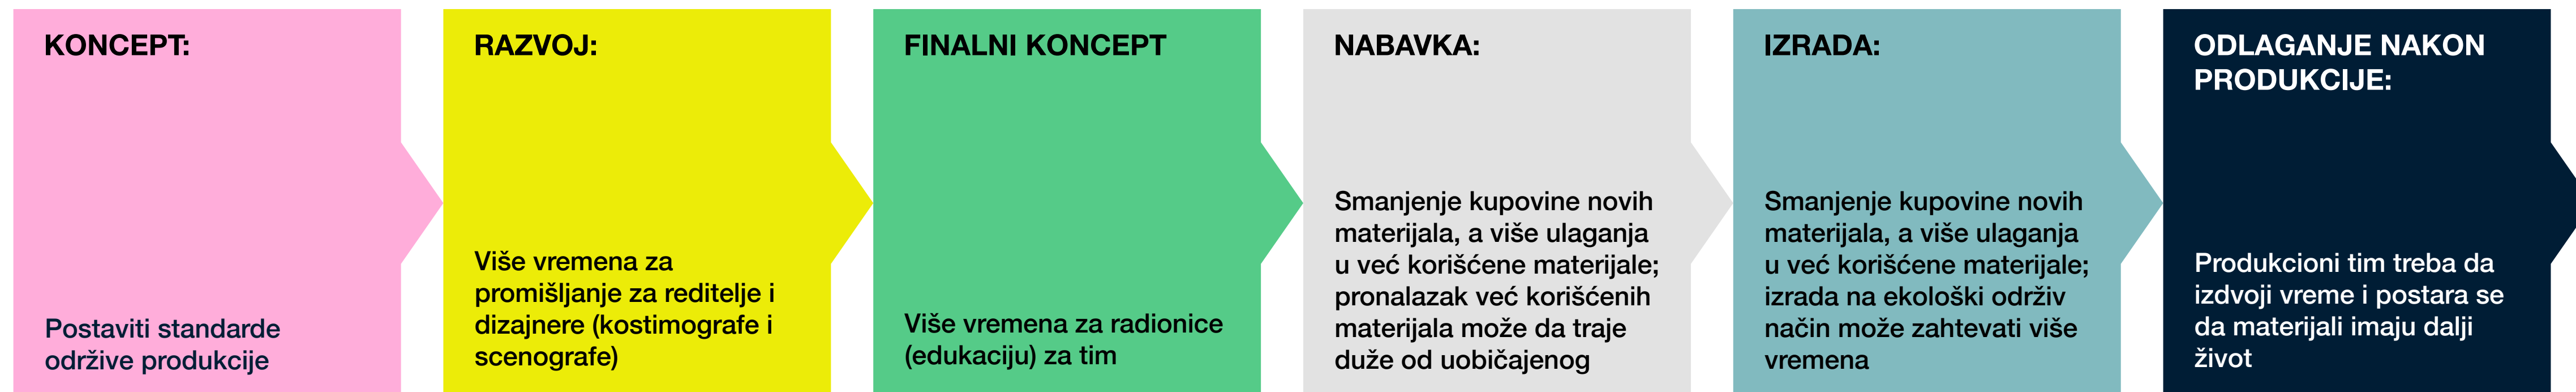 KONCEPT:
Postaviti standarde
održive produkcije
RAZVOJ:
Više vremena za
promišljanje za reditelje i
dizajnere (kostimografe i
scenografe)
FINALNI KONCEPT
Više vremena za radionice
(edukaciju) za tim
NABAVKA:
Smanjenje kupovine novih
materijala, a više ulaganja
u već korišćene materijale;
pronalazak već korišćenih
materijala može da traje
duže od uobičajenog
IZRADA:
Smanjenje kupovine novih
materijala, a više ulaganja
u već korišćene materijale;
izrada na ekološki održiv
način može zahtevati više
vremena
ODLAGANJE NAKON
PRODUKCIJE:
Produkcioni tim treba da
izdvoji vreme i postara se
da materijali imaju dalji
život